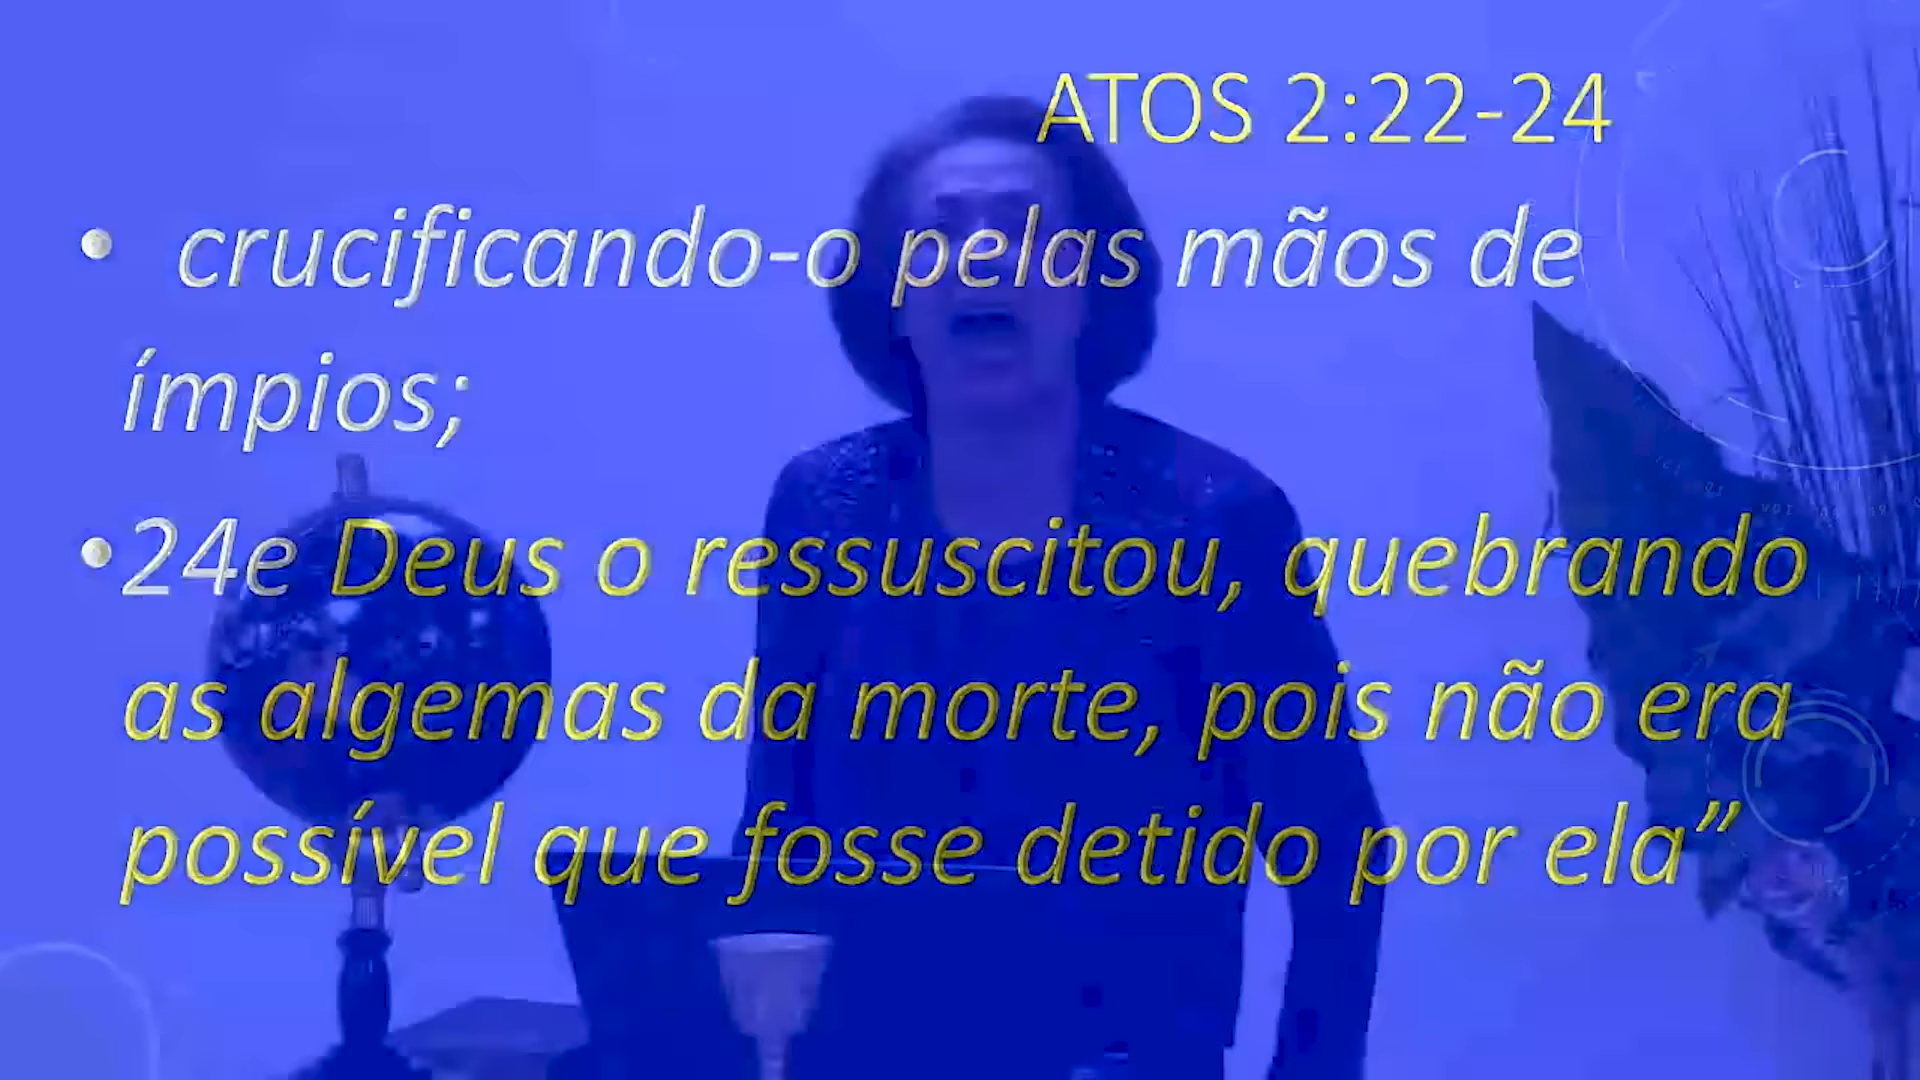 ATOS 2:22-24
• crucificando-o pelas mãos de
ímpios;
•24e Deus o ressuscitou, quebrando
as algemas da morte, pois não era
possível que fosse detido por ela”